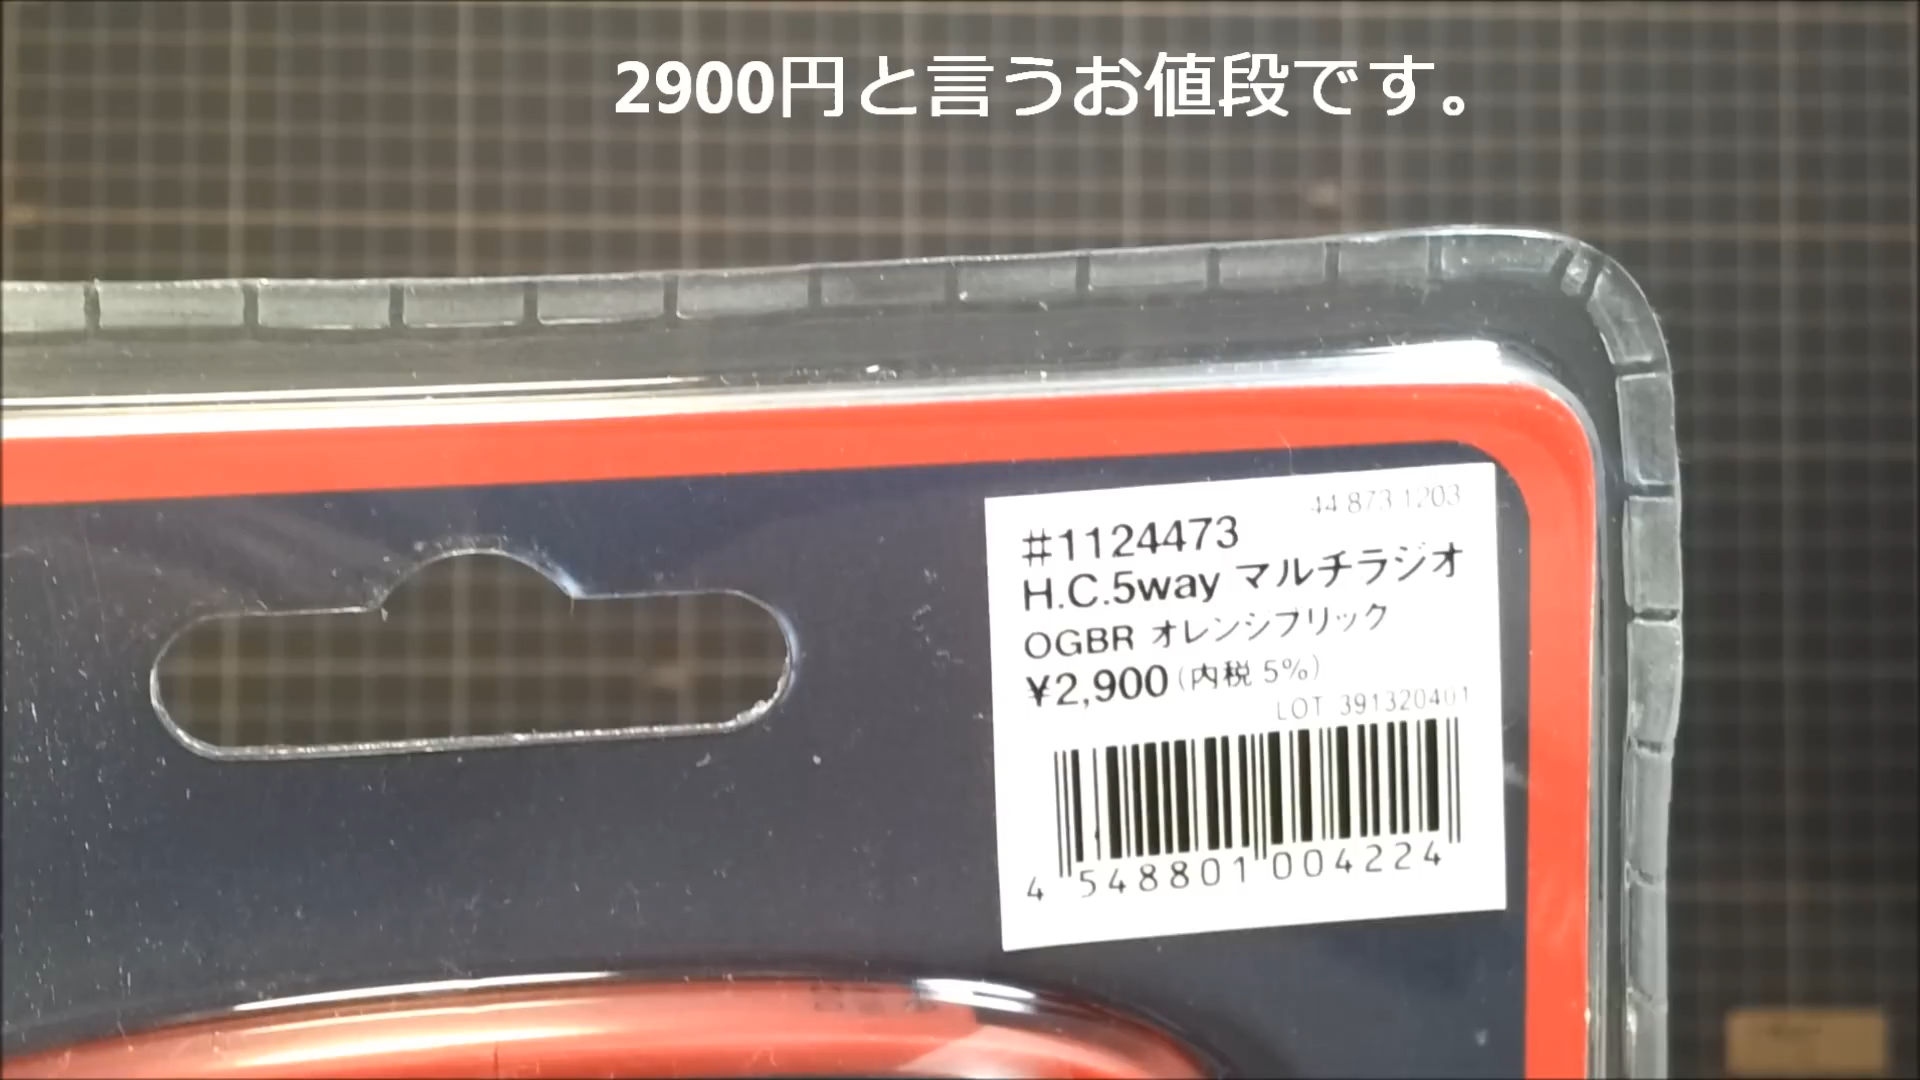 2900円と言うお値段です。
44 873 1203
#1124473
H.C.5way マルチラジオ
OGBR オレンジブリック
¥2,900(内税 5%)
LOT 391320401
4 548801 004224